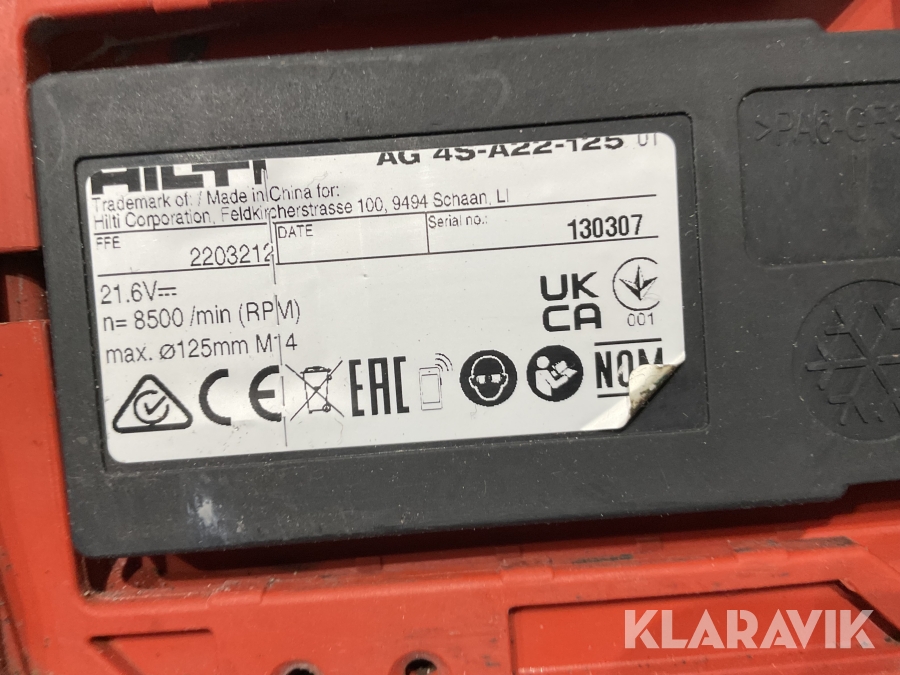 HILTI AG 4S-A22-125 01
Trademark of: / Made in China for:
Hilti Corporation, Feldkircherstrasse 100, 9494 Schaan, LI
FFE 2203212 DATE Serial no.: 130307
21.6V
n= 8500 /min (RPM)
max. ø125mm M14
UK
CA
001
CE EAC NOM
KLARAVIK